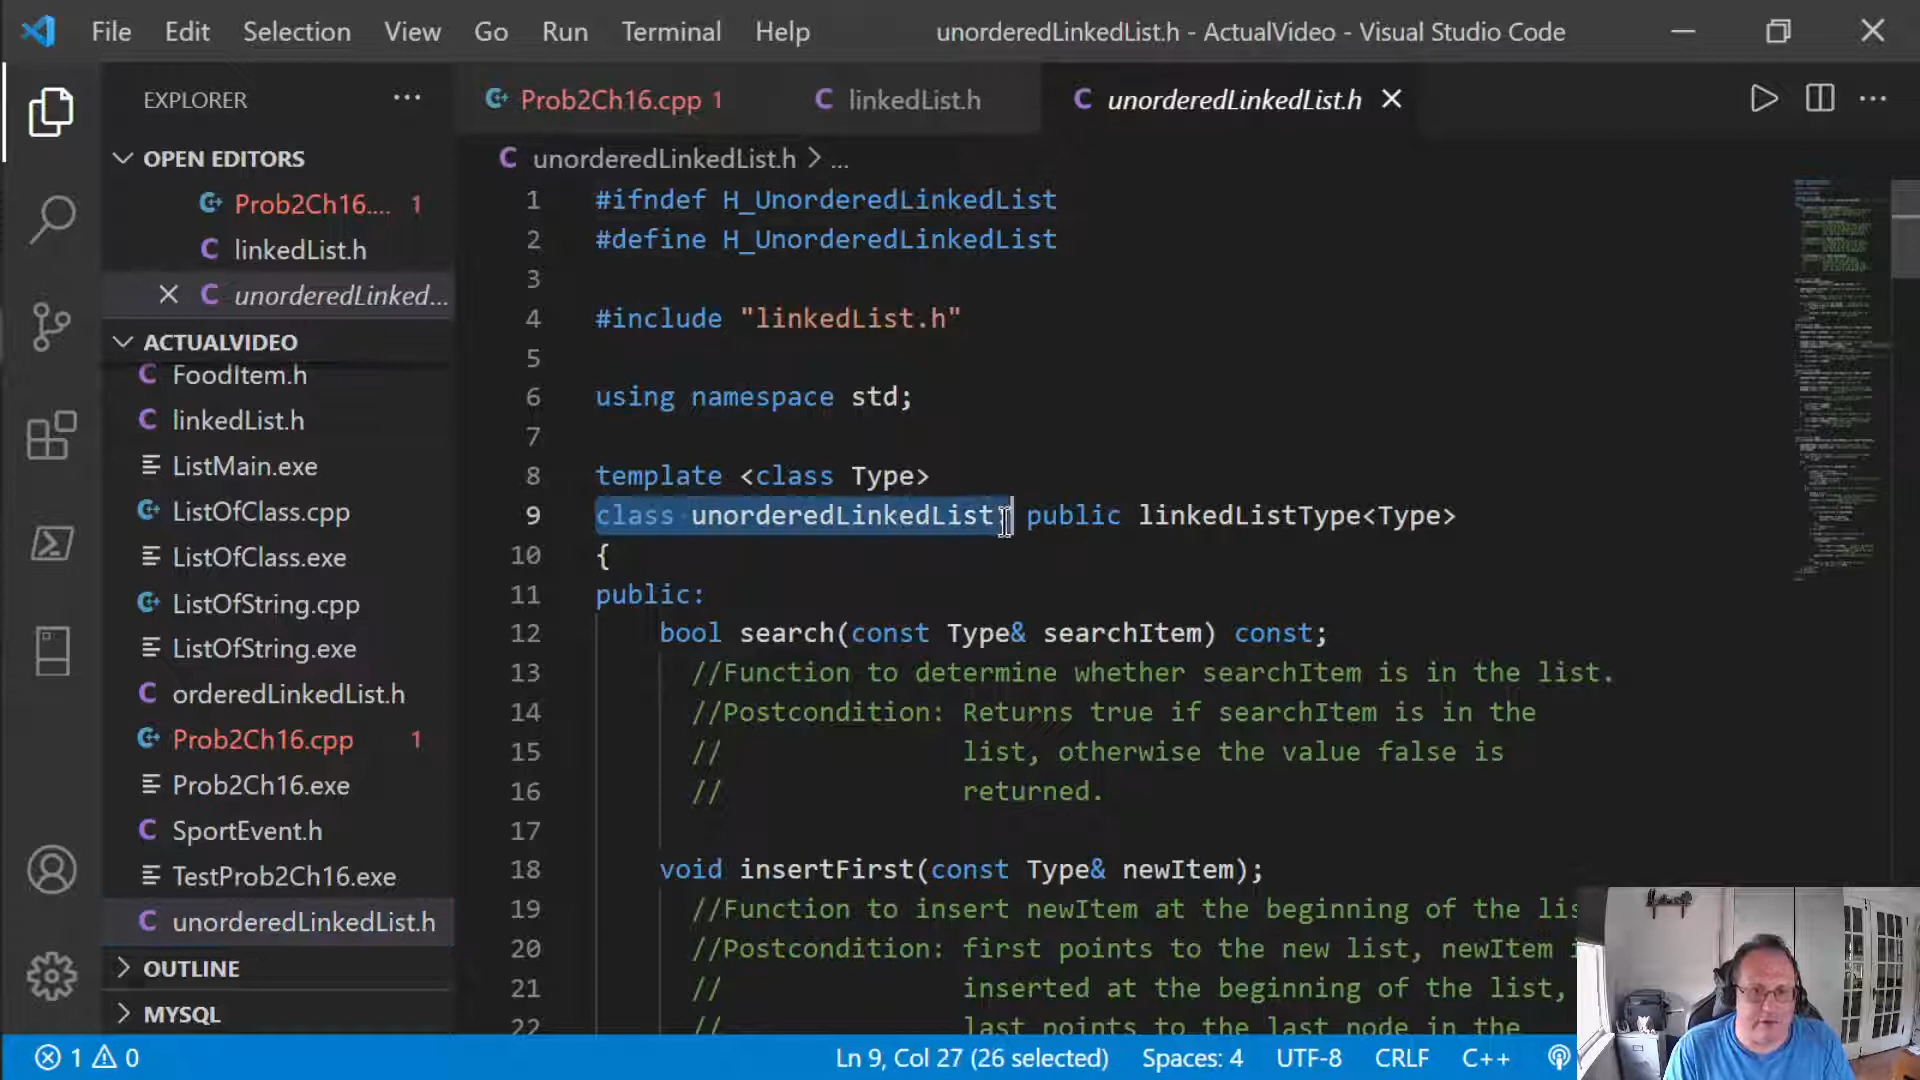 File Edit Selection View Go Run Terminal Help unorderedLinkedList.h - ActualVideo - Visual Studio Code
EXPLORER
OPEN EDITORS
Prob2Ch16.... 1
linkedList.h
unorderedLinked...
ACTUALVIDEO
FoodItem.h
linkedList.h
ListMain.exe
ListOfClass.cpp
ListOfClass.exe
ListOfString.cpp
ListOfString.exe
orderedLinkedList.h
Prob2Ch16.cpp 1
Prob2Ch16.exe
SportEvent.h
TestProb2Ch16.exe
unorderedLinkedList.h
OUTLINE
MYSQL
Prob2Ch16.cpp 1 linkedList.h unorderedLinkedList.h
unorderedLinkedList.h > ...
1 #ifndef H_UnorderedLinkedList
2 #define H_UnorderedLinkedList
3
4 #include "linkedList.h"
5
6 using namespace std;
7
8 template <class Type>
9 class unorderedLinkedList: public linkedListType<Type>
10 {
11 public:
12 bool search(const Type& searchItem) const;
13 //Function to determine whether searchItem is in the list.
14 //Postcondition: Returns true if searchItem is in the
15 // list, otherwise the value false is
16 // returned.
17
18 void insertFirst(const Type& newItem);
19 //Function to insert newItem at the beginning of the
20 //Postcondition: first points to the new list, newItem
21 // inserted at the beginning of the list,
22 // last points to the last node in the
1 0 Ln 9, Col 27 (26 selected) Spaces: 4 UTF-8 CRLF C++